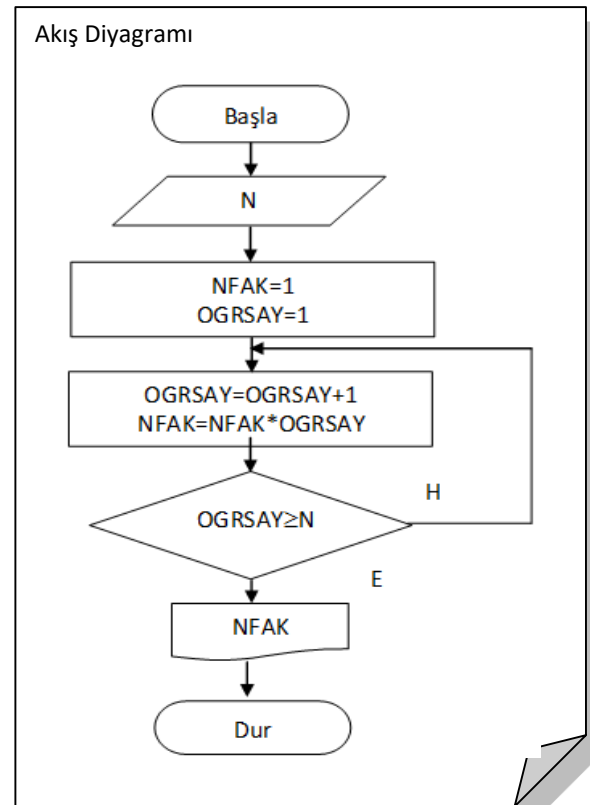 Akış Diyagramı
Başla
N
NFAK=1
OGRSAY=1
OGRSAY=OGRSAY+1
NFAK=NFAK*OGRSAY
OGRSAY≥N
H
E
NFAK
Dur